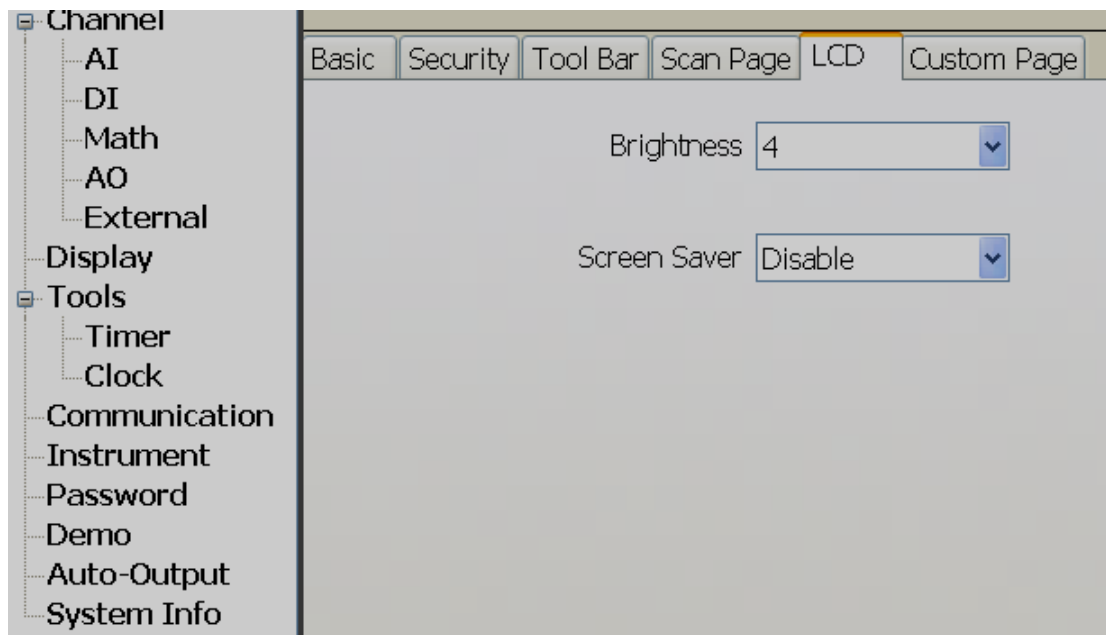 Channel
AI
DI
Math
AO
External
Display
Tools
Timer
Clock
Communication
Instrument
Password
Demo
Auto-Output
System Info
Basic Security Tool Bar Scan Page LCD Custom Page
Brightness 4
Screen Saver Disable